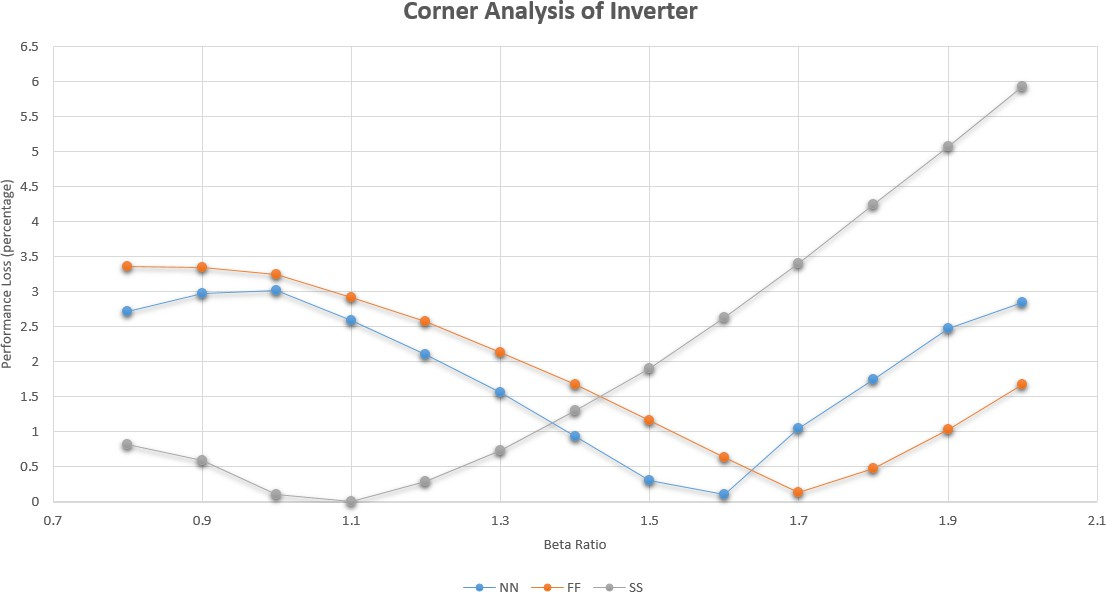 Corner Analysis of Inverter
6.5
6
5.5
5
4.5
4
3.5
3
2.5
2
1.5
1
0.5
0
Performance Loss (percentage)
0.7 0.9 1.1 1.3 1.5 1.7 1.9 2.1
Beta Ratio
NN FF SS